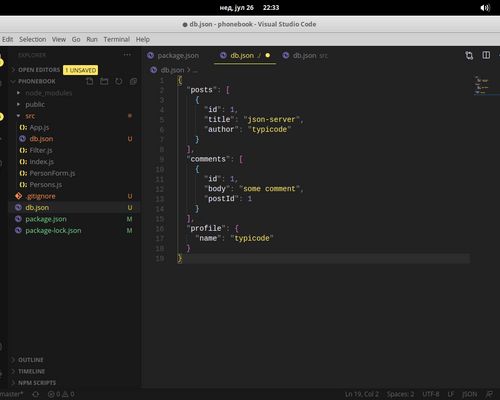 нед, јул 26 22:33
● db.json - phonebook - Visual Studio Code
Edit Selection View Go Run Terminal Help
EXPLORER
OPEN EDITORS 1 UNSAVED
PHONEBOOK
node_modules
public
src
App.js
db.json U
Filter.js
Index.js
PersonForm.js
Persons.js
.gitignore U
db.json U
package.json M
package-lock.json M
OUTLINE
TIMELINE
NPM SCRIPTS
package.json
db.json ./
db.json src
db.json > ...
1 {
2 "posts": [
3 {
4 "id": 1,
5 "title": "json-server",
6 "author": "typicode"
7 }
8 ],
9 "comments": [
10 {
11 "id": 1,
12 "body": "some comment",
13 "postId": 1
14 }
15 ],
16 "profile": {
17 "name": "typicode"
18 }
19 }
master* 0 0 Ln 19, Col 2 Spaces: 2 UTF-8 LF JSON